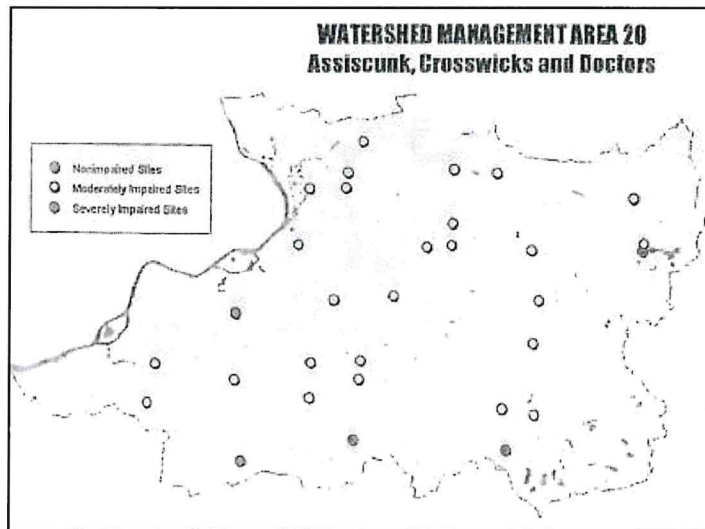 WATERSHED MANAGEMENT AREA 20
Assiscunk, Crosswicks and Doctors
Nonimpaired Sites
Moderately Impaired Sites
Severely Impaired Sites